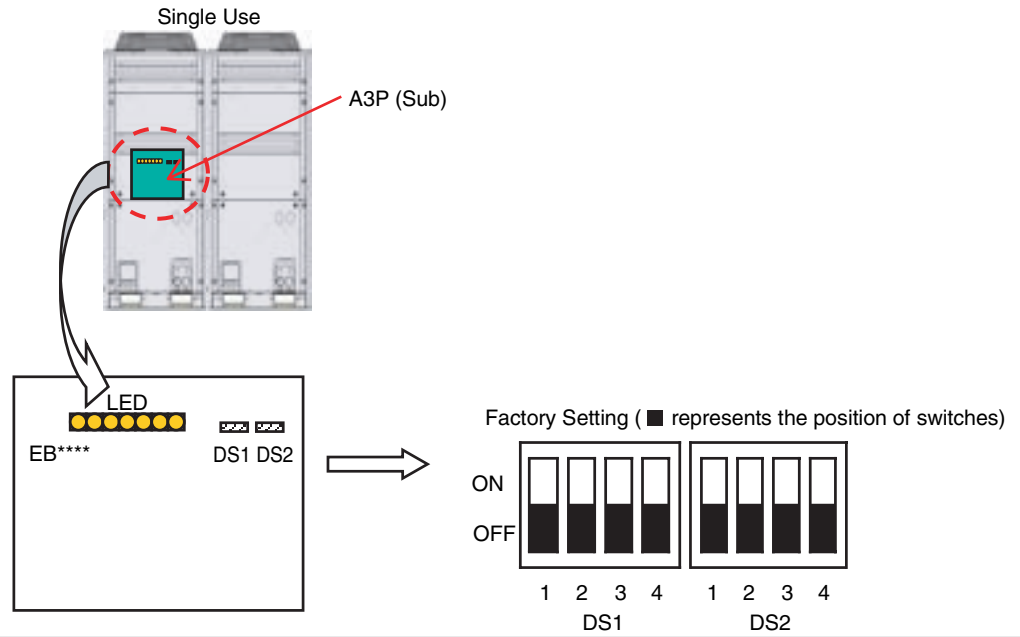 Single Use
A3P (Sub)
LED
EB****
DS1 DS2
Factory Setting ( ■ represents the position of switches)
ON
OFF
1 2 3 4 1 2 3 4
DS1 DS2